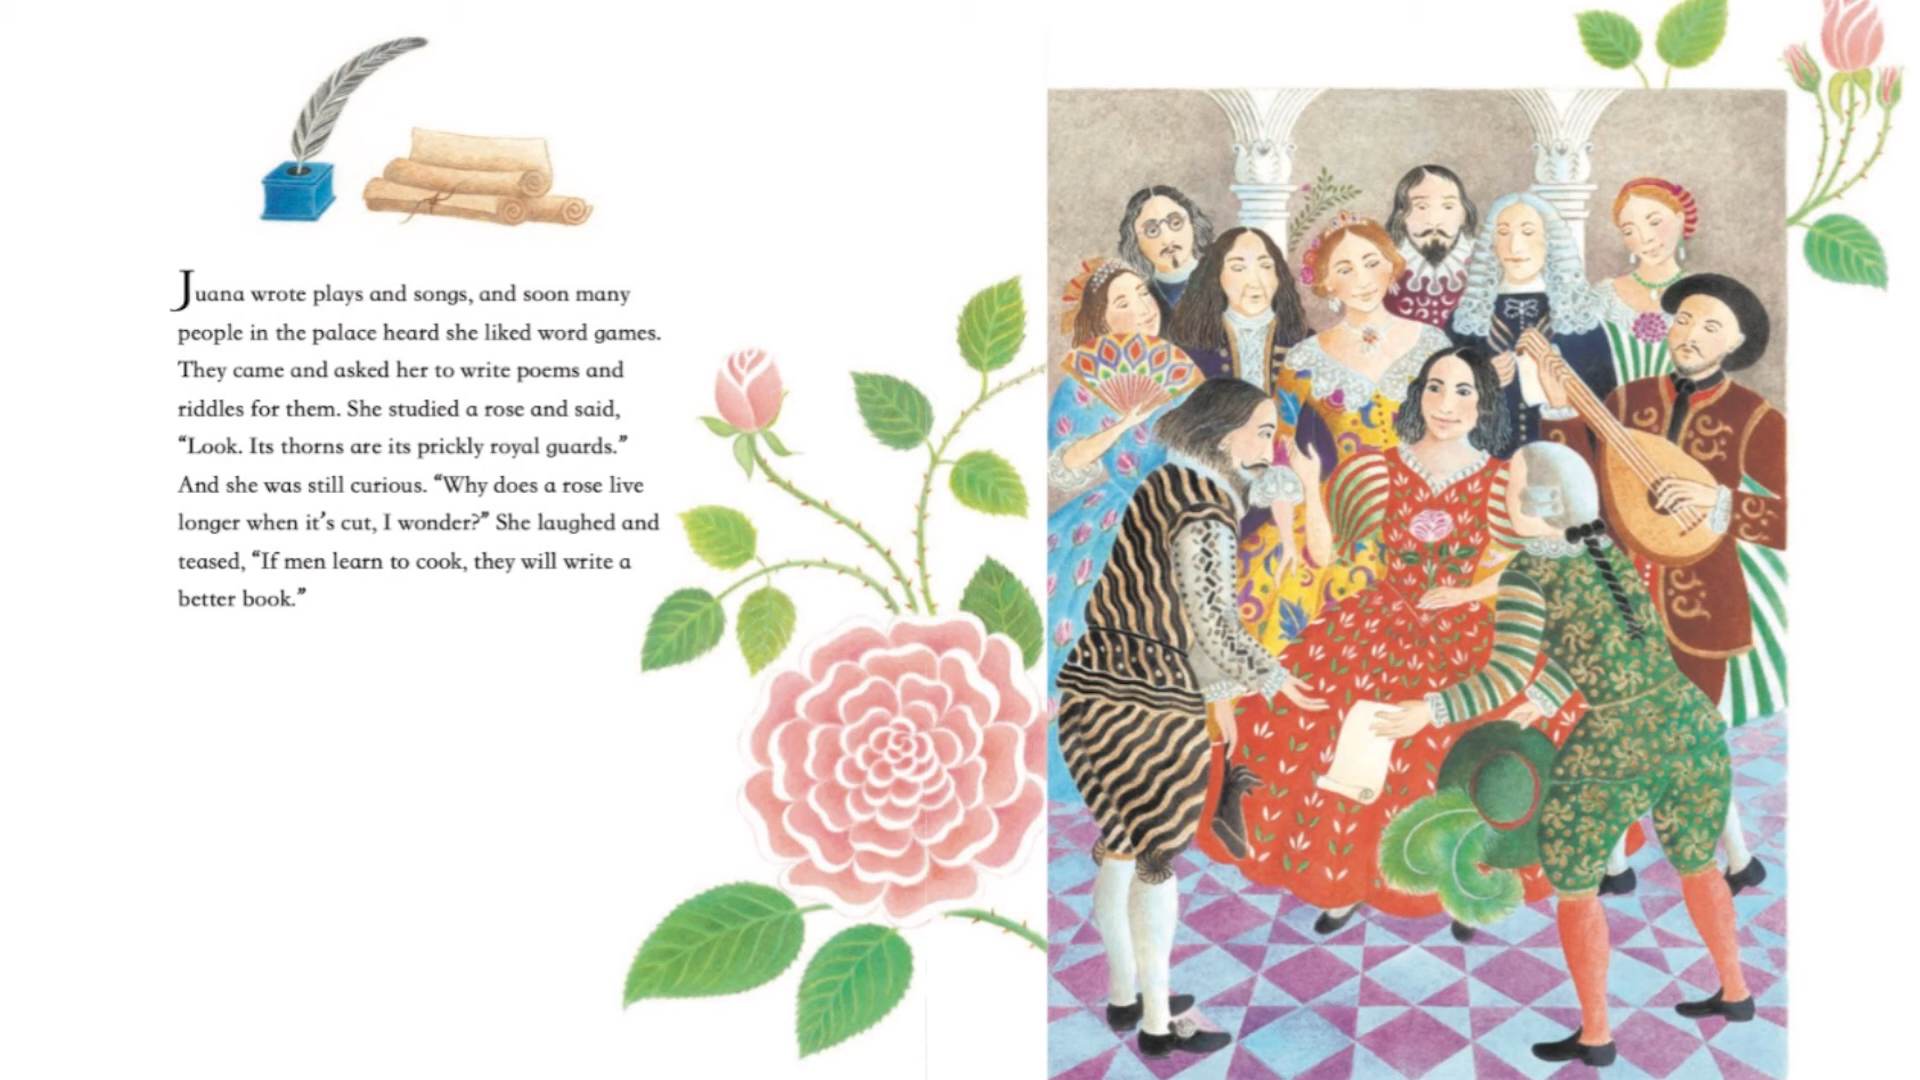 Juana wrote plays and songs, and soon many
people in the palace heard she liked word games.
They came and asked her to write poems and
riddles for them. She studied a rose and said,
“Look. Its thorns are its prickly royal guards.”
And she was still curious. “Why does a rose live
longer when it’s cut, I wonder?” She laughed and
teased, “If men learn to cook, they will write a
better book.”